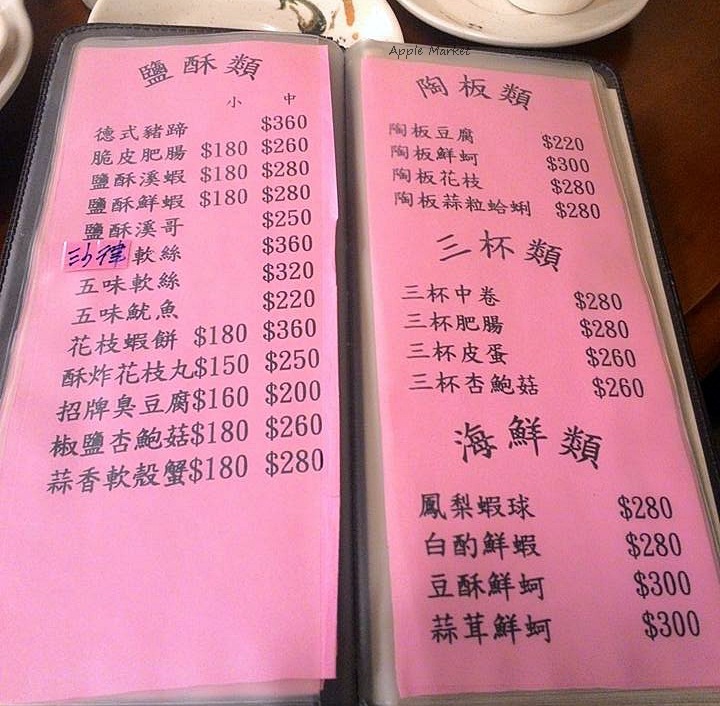 Apple Market
鹽酥類
小 中
德式豬蹄 $360
脆皮肥腸 $180 $260
鹽酥溪蝦 $180 $280
鹽酥鮮蝦 $180 $280
鹽酥溪哥 $250
沙律軟絲 $360
五味軟絲 $320
五味魷魚 $220
花枝蝦餅 $180 $360
酥炸花枝丸$150 $250
招牌臭豆腐$160 $200
椒鹽杏鮑菇$180 $260
蒜香軟殼蟹$180 $280
陶板類
陶板豆腐 $220
陶板鮮蚵 $300
陶板花枝 $280
陶板蒜粒蛤蜊 $280
三杯類
三杯中卷 $280
三杯肥腸 $280
三杯皮蛋 $260
三杯杏鮑菇 $260
海鮮類
鳳梨蝦球 $280
白酌鮮蝦 $280
豆酥鮮蚵 $300
蒜茸鮮蚵 $300